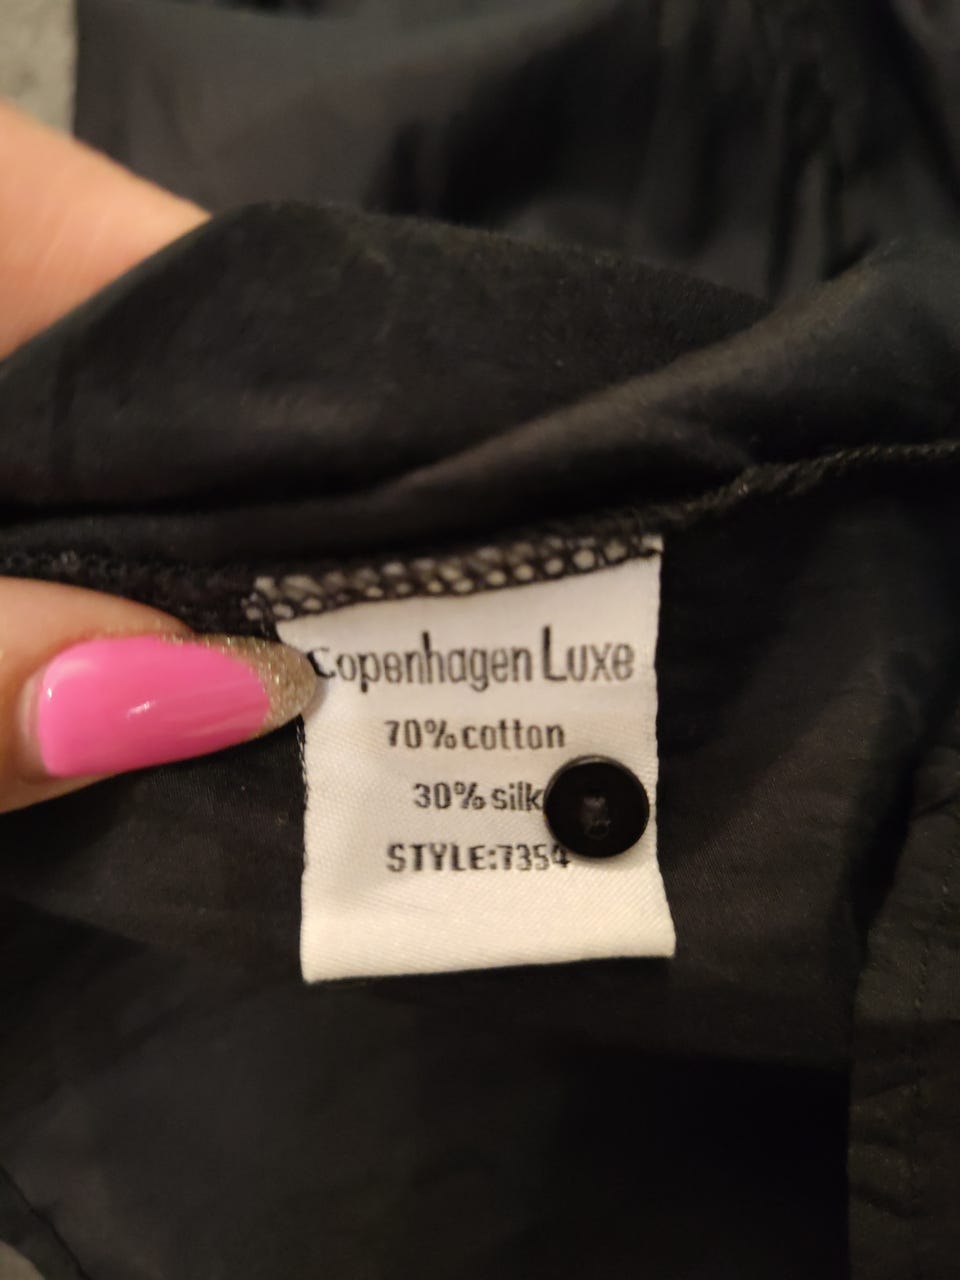 Copenhagen Luxe
70% cotton
30% silk
STYLE:7354